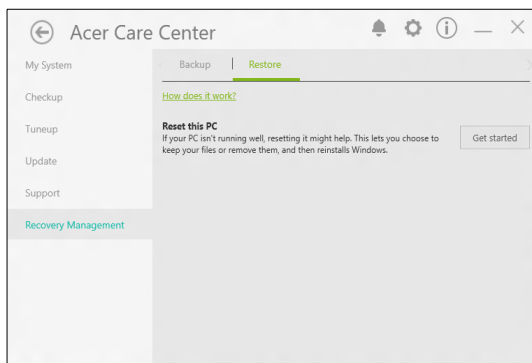 Acer Care Center
My System
Backup
Restore
Checkup
How does it work?
Tuneup
Reset this PC
If your PC isn't running well, resetting it might help. This lets you choose to
keep your files or remove them, and then reinstalls Windows.
Get started
Update
Support
Recovery Management